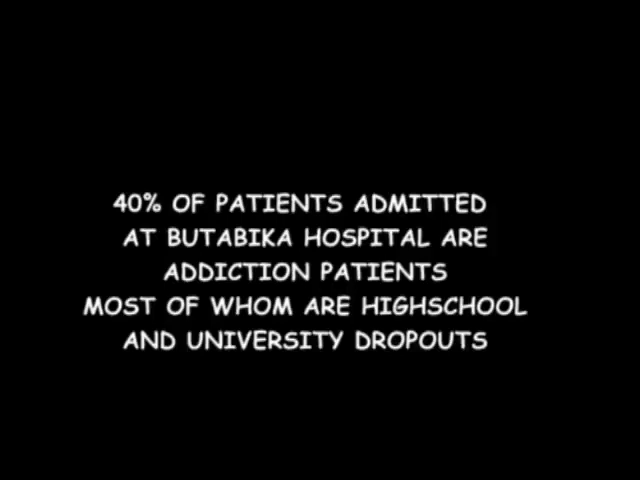 40% OF PATIENTS ADMITTED
AT BUTABIKA HOSPITAL ARE
ADDICTION PATIENTS
MOST OF WHOM ARE HIGHSCHOOL
AND UNIVERSITY DROPOUTS